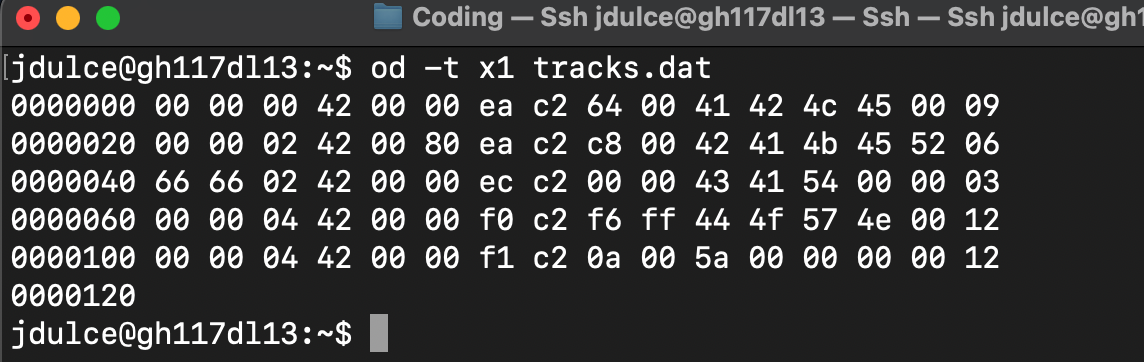 Coding — Ssh jdulce@gh117dl13 — Ssh — Ssh jdulce@gh1
[jdulce@gh117dl13:~$ od -t x1 tracks.dat
0000000 00 00 00 42 00 00 ea c2 64 00 41 42 4c 45 00 09
0000020 00 00 02 42 00 80 ea c2 c8 00 42 41 4b 45 52 06
0000040 66 66 02 42 00 00 ec c2 00 00 43 41 54 00 00 03
0000060 00 00 04 42 00 00 f0 c2 f6 ff 44 4f 57 4e 00 12
0000100 00 00 04 42 00 00 f1 c2 0a 00 5a 00 00 00 00 12
0000120
jdulce@gh117dl13:~$